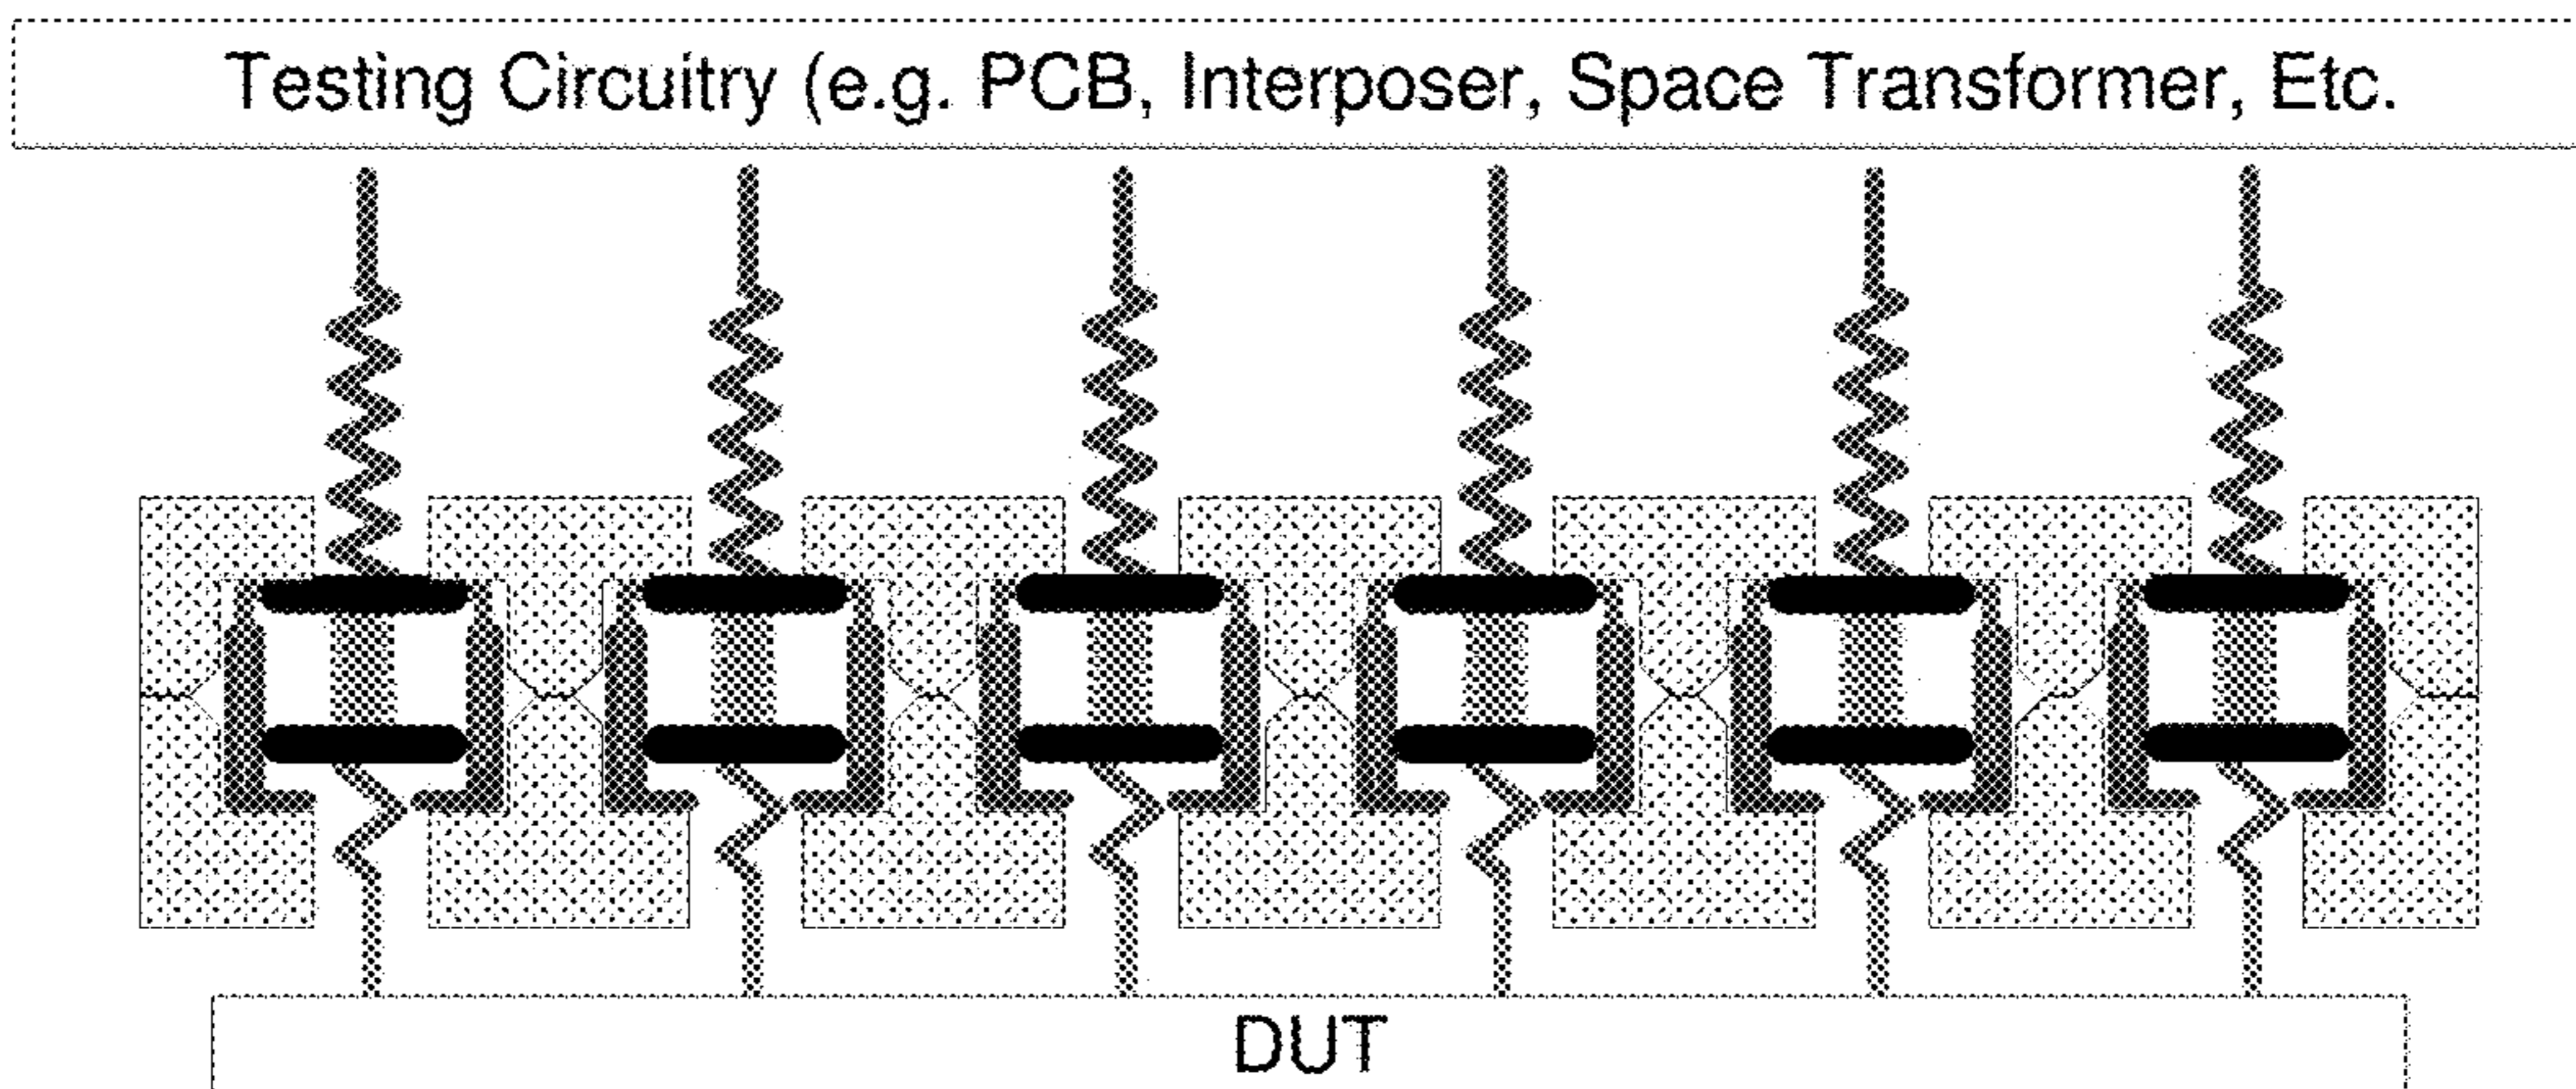 Testing Circuitry (e.g. PCB, Interposer, Space Transformer, Etc.
DUT